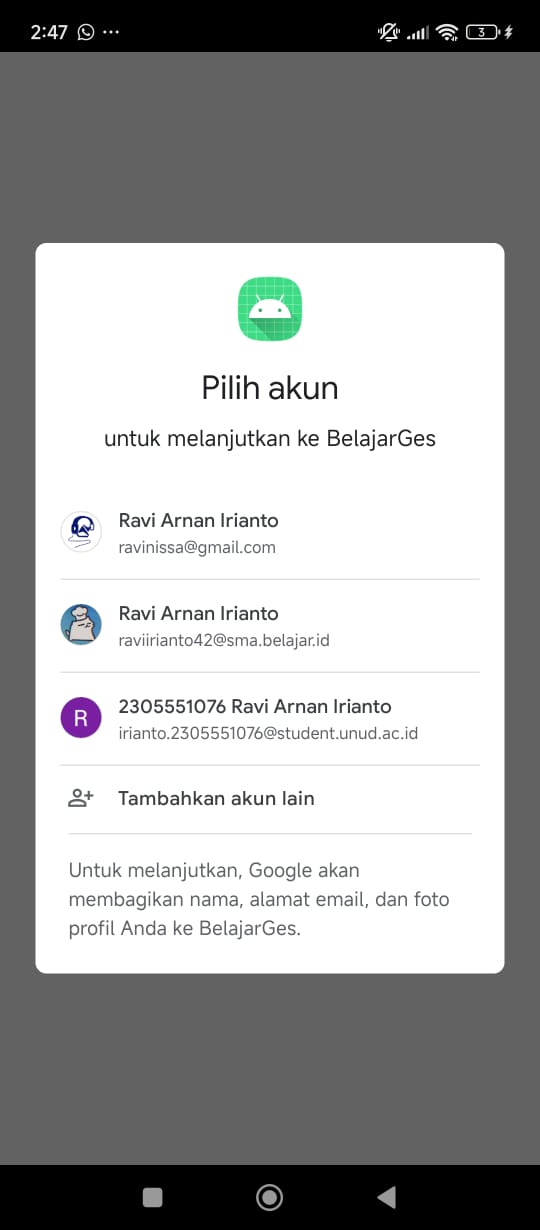 2:47
3
Pilih akun
untuk melanjutkan ke BelajarGes
Ravi Arnan Irianto
ravinissa@gmail.com
Ravi Arnan Irianto
raviirianto42@sma.belajar.id
R
2305551076 Ravi Arnan Irianto
irianto.2305551076@student.unud.ac.id
Tambahkan akun lain
Untuk melanjutkan, Google akan
membagikan nama, alamat email, dan foto
profil Anda ke BelajarGes.